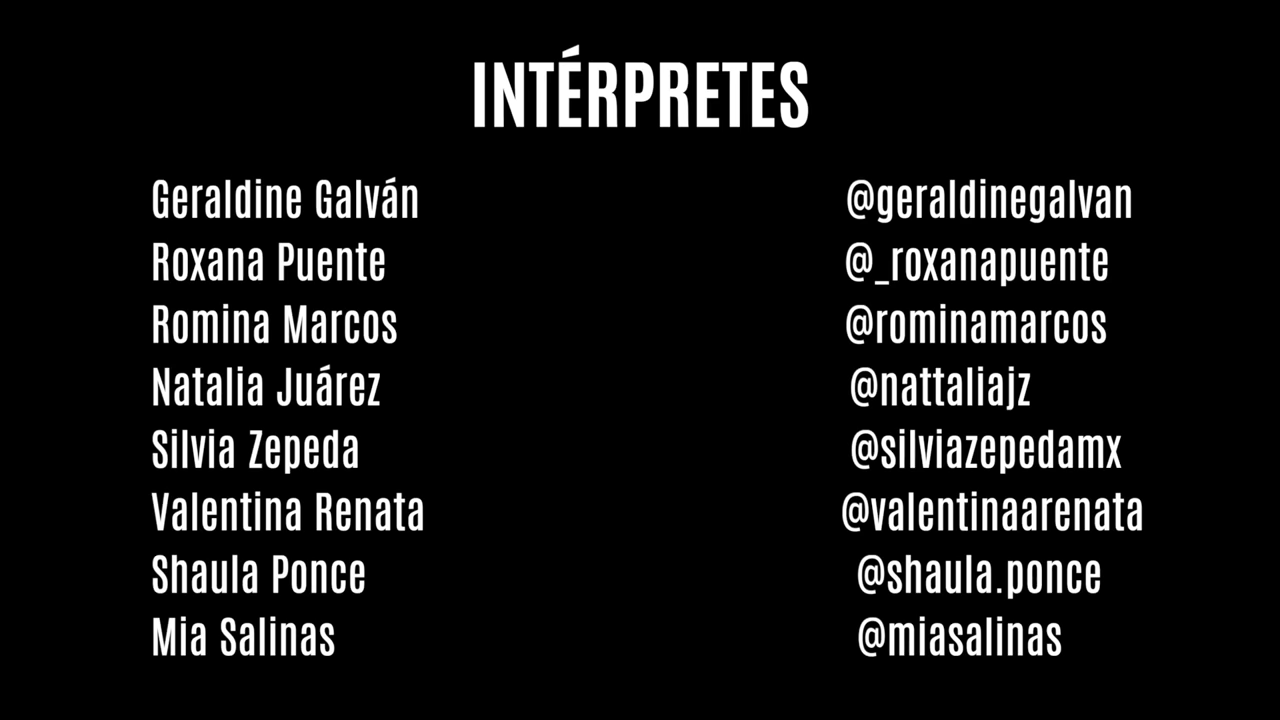 INTÉRPRETES
Geraldine Galván @geraldinegalvan
Roxana Puente @_roxanapuente
Romina Marcos @rominamarcos
Natalia Juárez @nattaliajz
Silvia Zepeda @silviazepedamx
Valentina Renata @valentinaarenata
Shaula Ponce @shaula.ponce
Mia Salinas @miasalinas